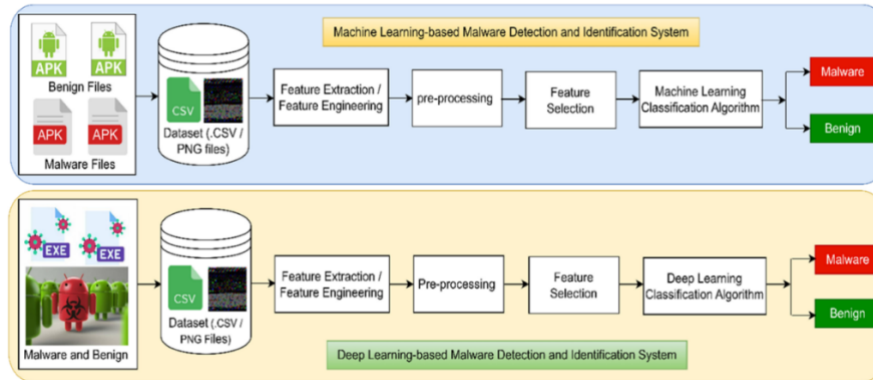 Machine Learning-based Malware Detection and Identification System
APK
APK
Benign Files
APK
APK
Malware Files
CSV
Dataset (.CSV /
PNG files)
Feature Extraction /
Feature Engineering
pre-processing
Feature
Selection
Machine Learning
Classification Algorithm
Malware
Benign
EXE
EXE
Malware and Benign
CSV
Dataset (.CSV /
PNG Files)
Feature Extraction /
Feature Engineering
Pre-processing
Feature
Selection
Deep Learning
Classification Algorithm
Malware
Benign
Deep Learning-based Malware Detection and Identification System